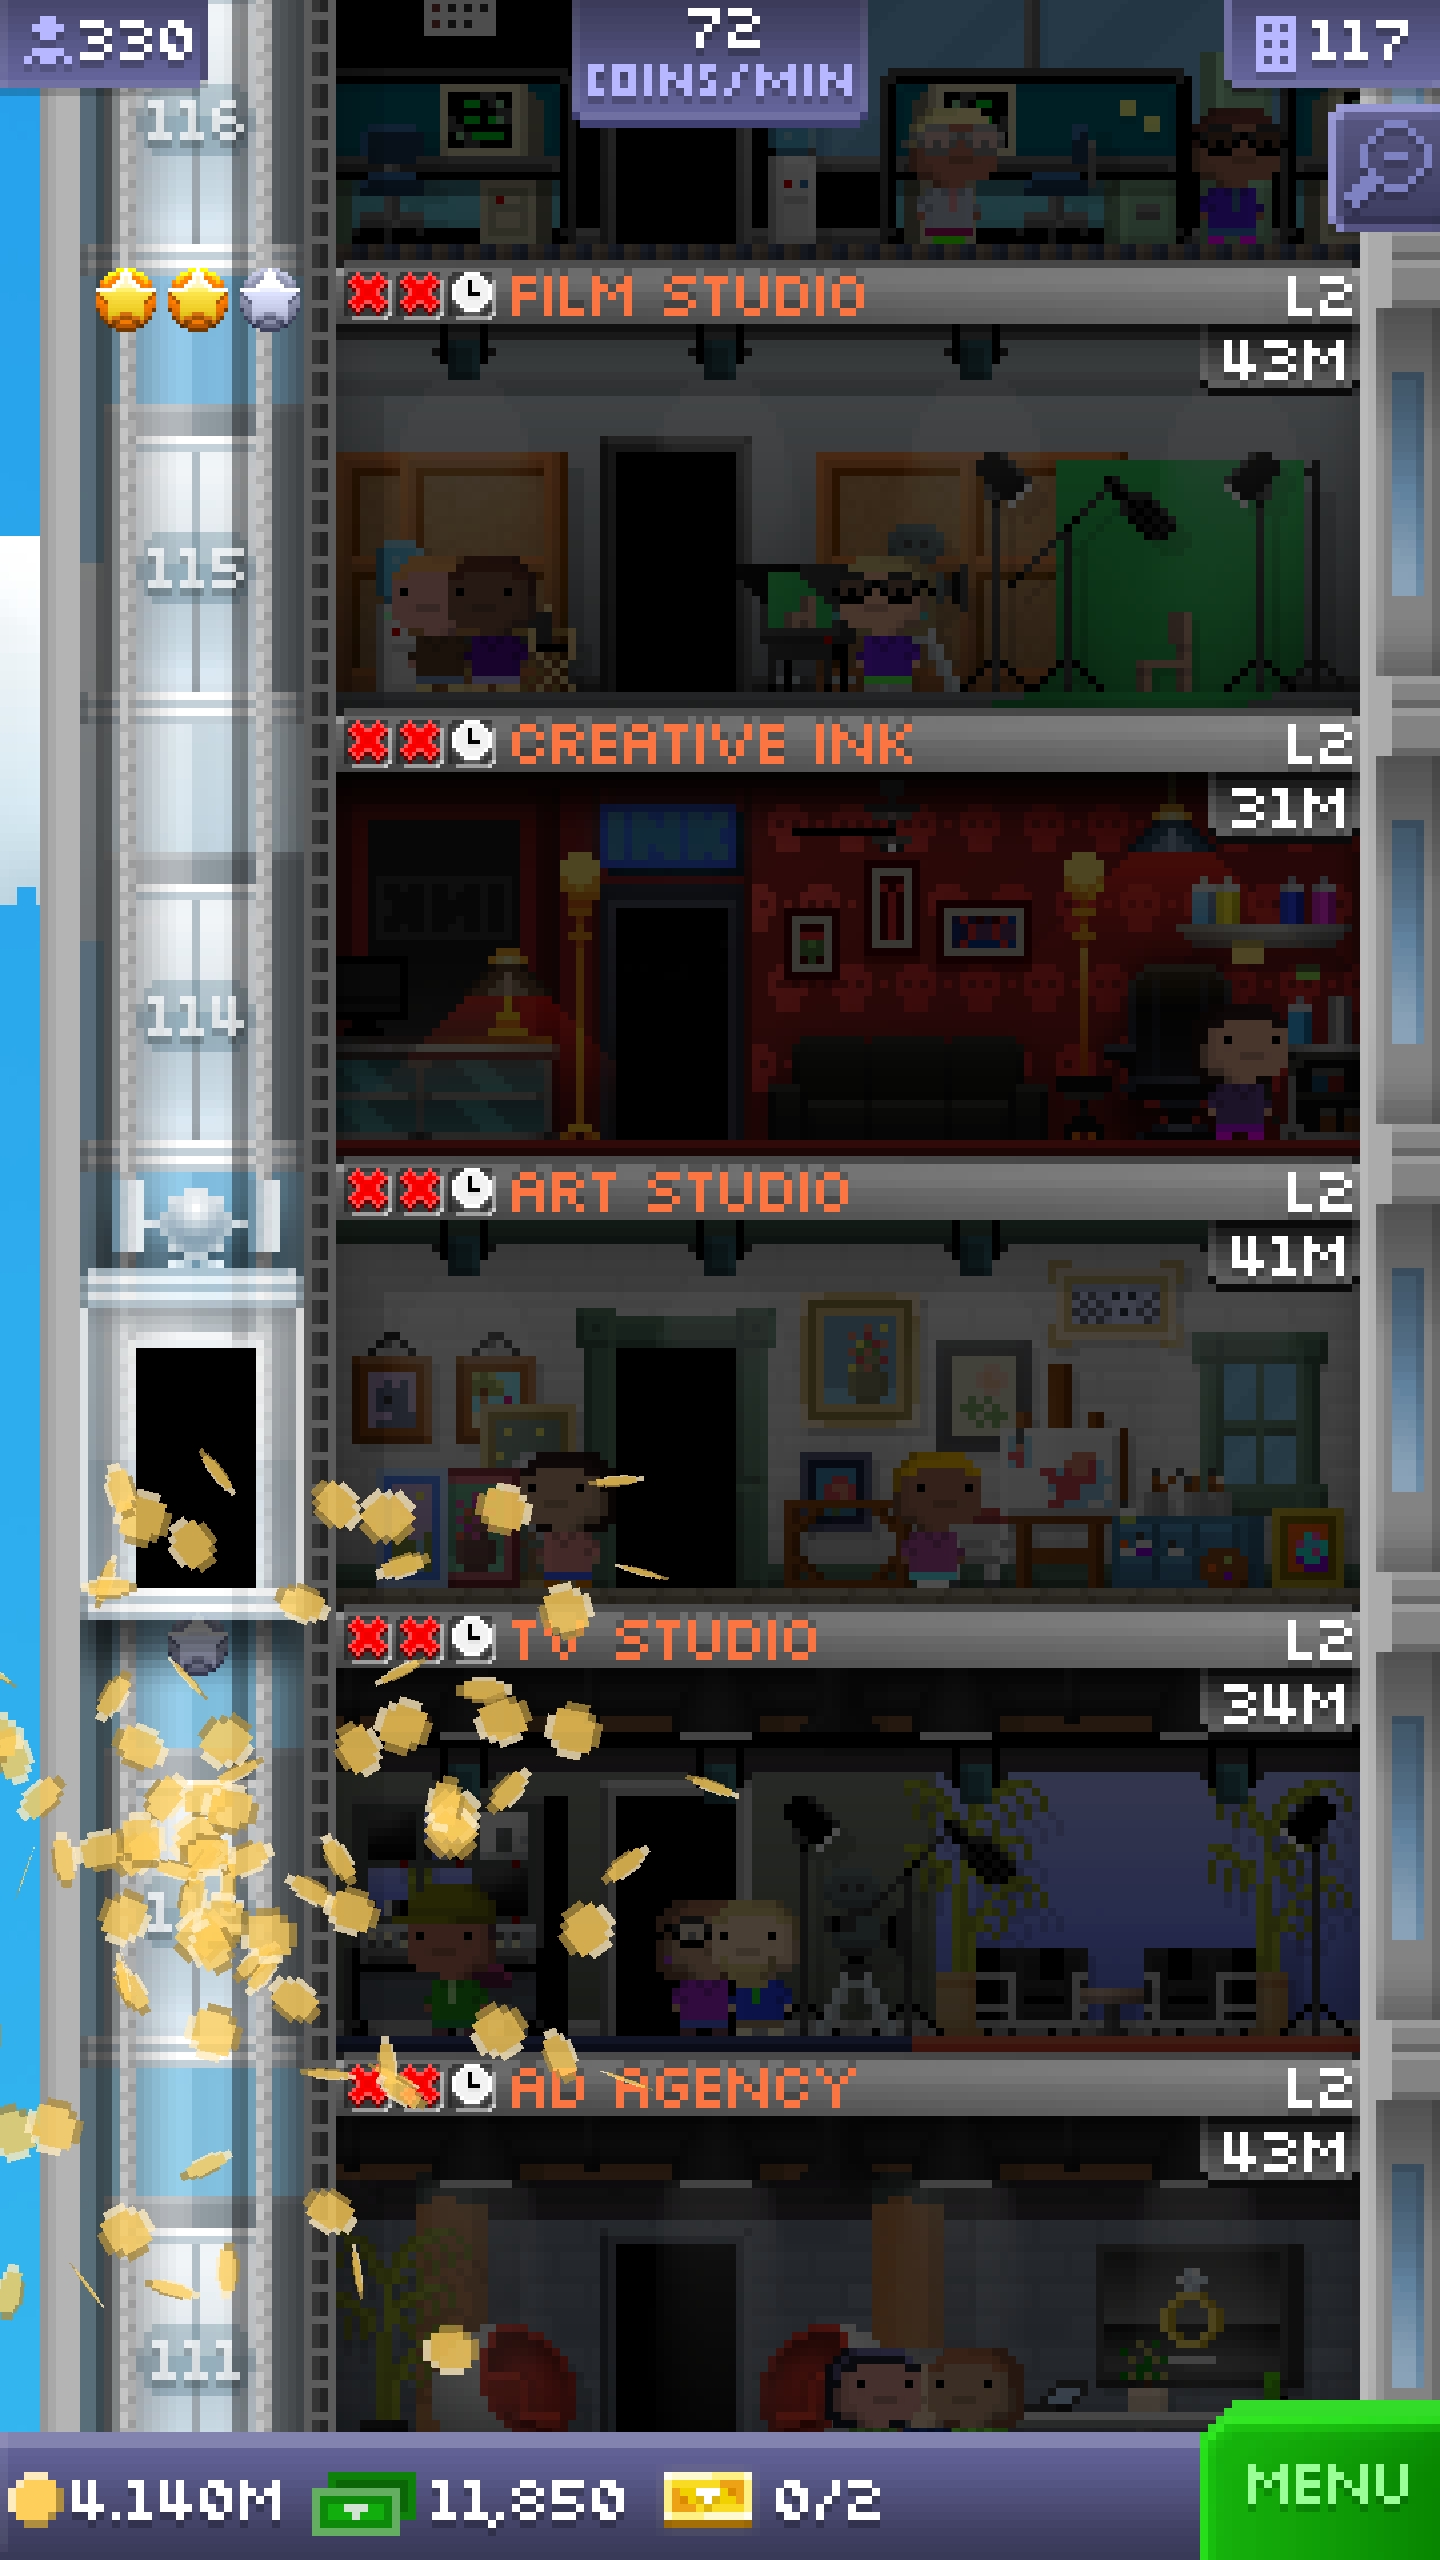 330
72
COINS/MIN
117
116
FILM STUDIO L2
43M
115
CREATIVE INK L2
31M
INK
114
ART STUDIO L2
41M
TV STUDIO L2
34M
AD AGENCY L2
43M
111
4.140M 11,850 0/2
MENU